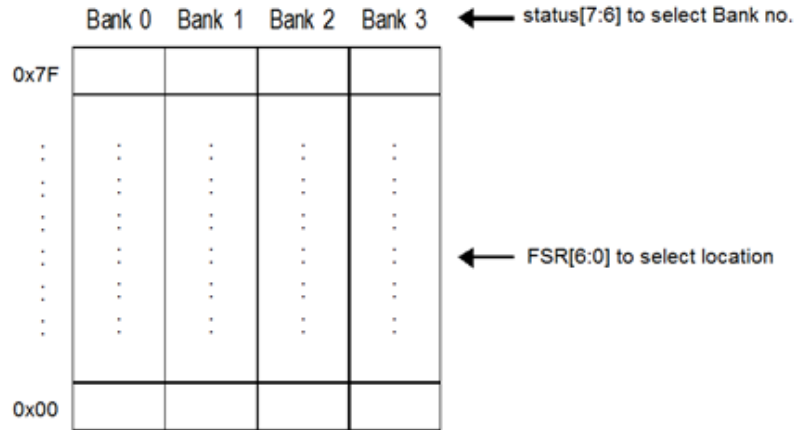 Bank 0 Bank 1 Bank 2 Bank 3 status[7:6] to select Bank no.
0x7F
FSR[6:0] to select location
0x00